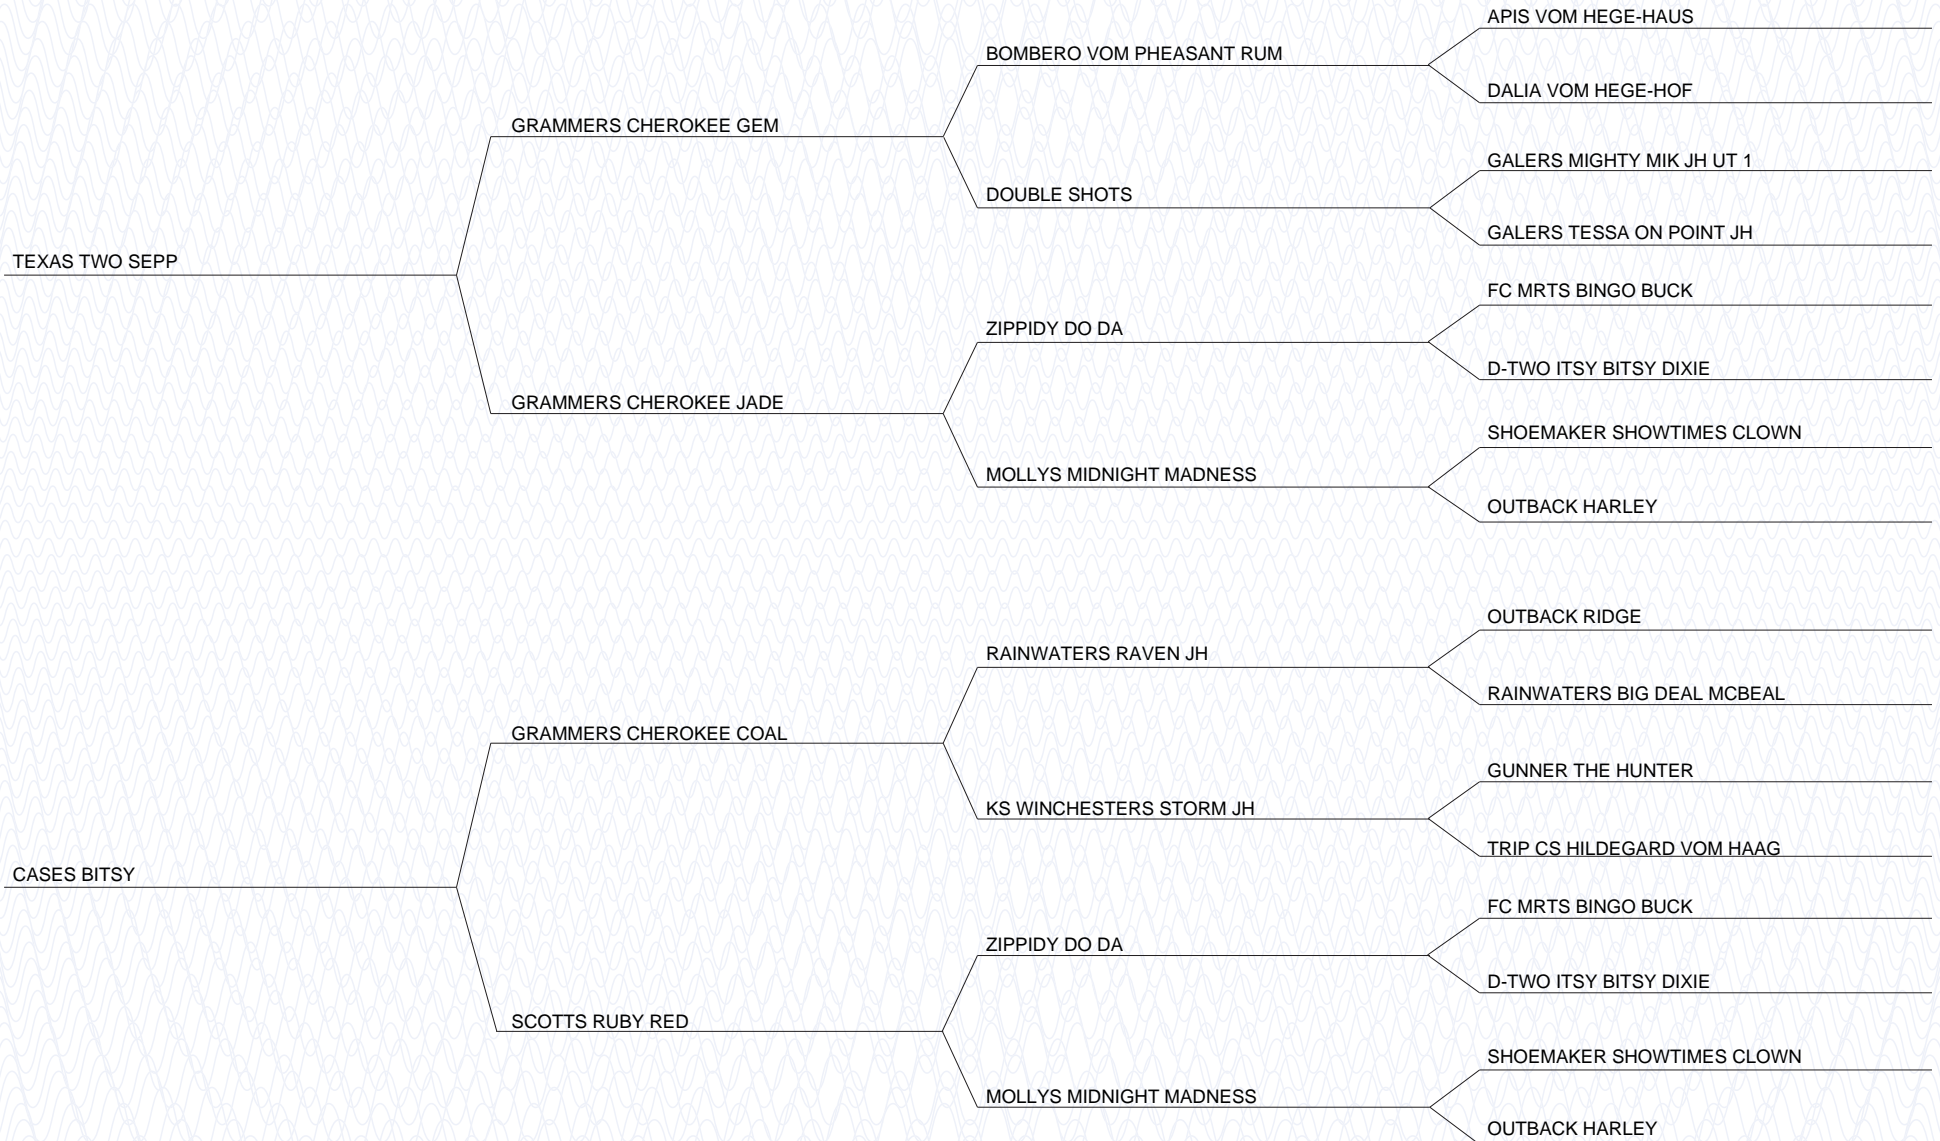 APIS VOM HEGE-HAUS
BOMBERO VOM PHEASANT RUM
DALIA VOM HEGE-HOF
GRAMMERS CHEROKEE GEM
GALERS MIGHTY MIK JH UT 1
DOUBLE SHOTS
GALERS TESSA ON POINT JH
TEXAS TWO SEPP
FC MRTS BINGO BUCK
ZIPPIDY DO DA
D-TWO ITSY BITSY DIXIE
GRAMMERS CHEROKEE JADE
SHOEMAKER SHOWTIMES CLOWN
MOLLYS MIDNIGHT MADNESS
OUTBACK HARLEY
OUTBACK RIDGE
RAINWATERS RAVEN JH
RAINWATERS BIG DEAL MCBEAL
GRAMMERS CHEROKEE COAL
GUNNER THE HUNTER
KS WINCHESTERS STORM JH
TRIP CS HILDEGARD VOM HAAG
CASES BITSY
FC MRTS BINGO BUCK
ZIPPIDY DO DA
D-TWO ITSY BITSY DIXIE
SCOTTS RUBY RED
SHOEMAKER SHOWTIMES CLOWN
MOLLYS MIDNIGHT MADNESS
OUTBACK HARLEY